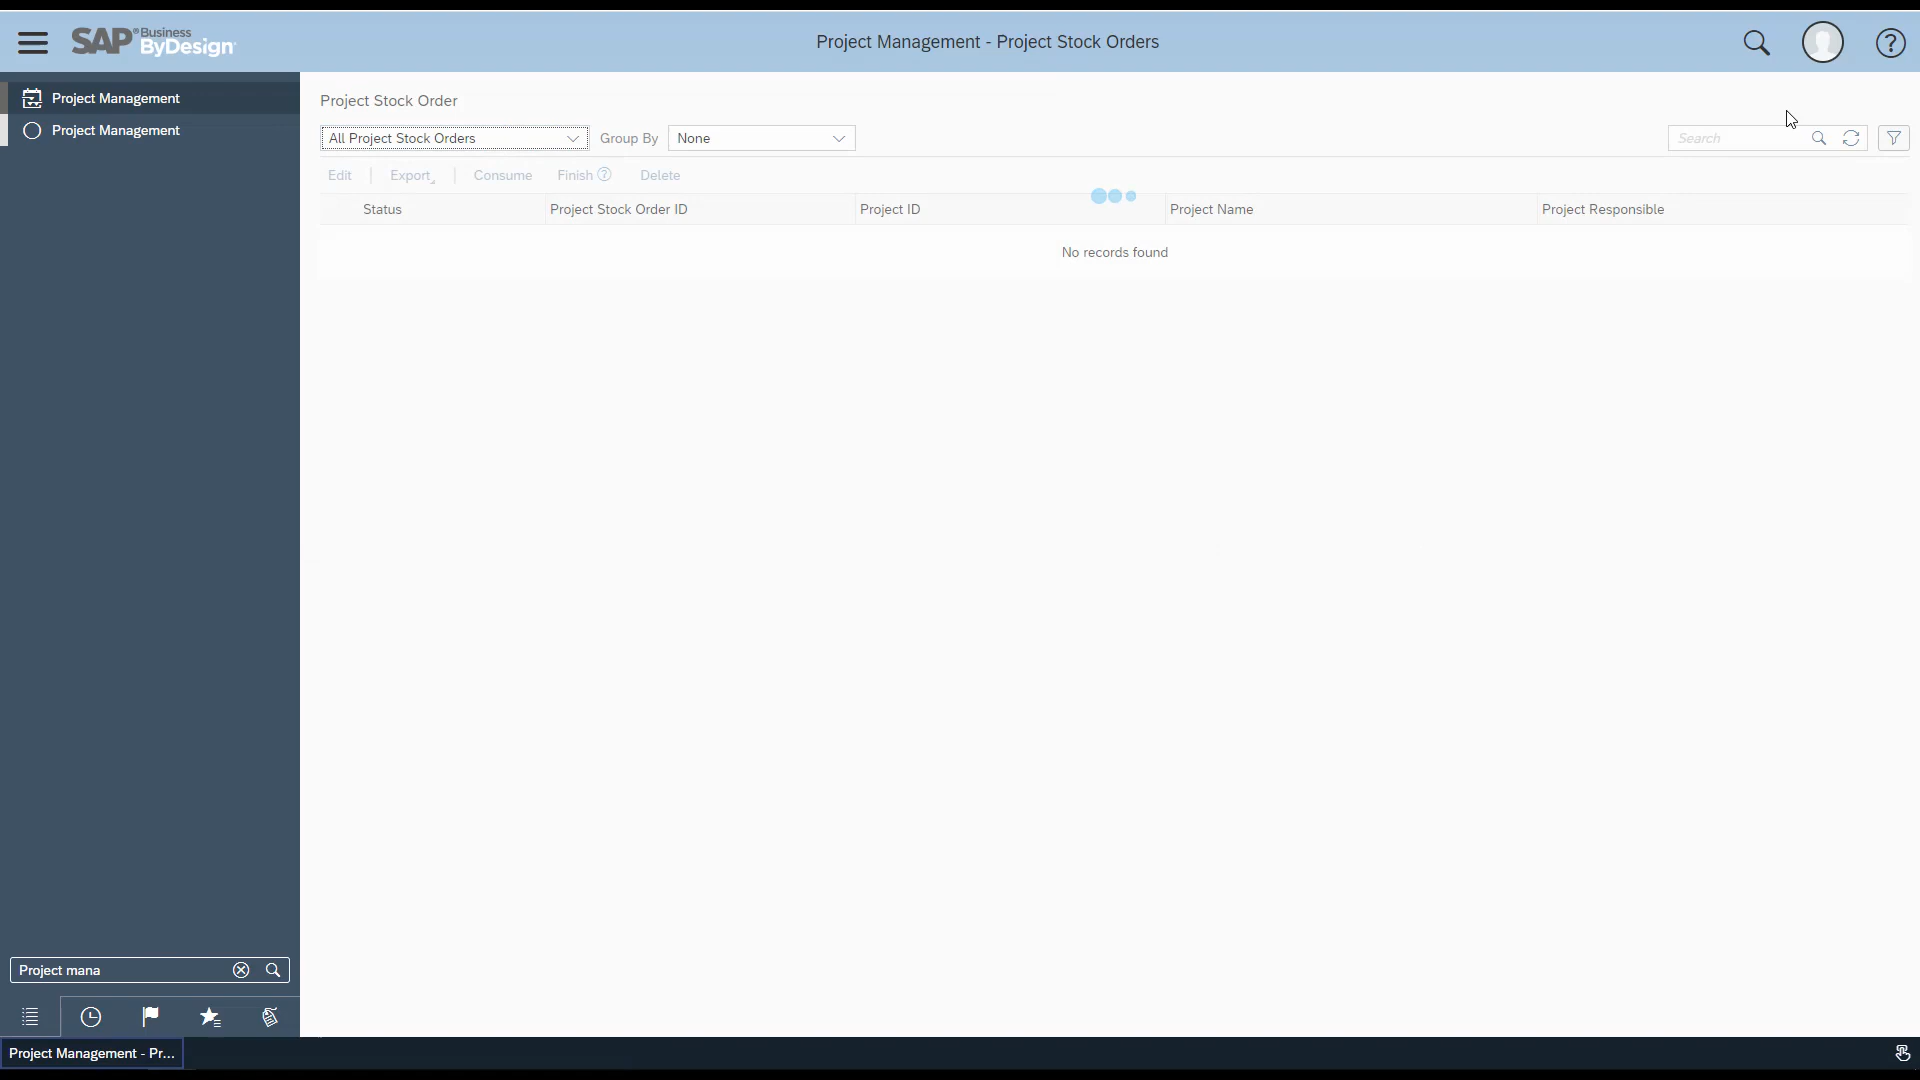 SAP Business ByDesign
Project Management - Project Stock Orders
Project Management
Project Management
Project Stock Order
All Project Stock Orders
Group By
None
Search
Edit
Export
Consume
Finish
Delete
Status
Project Stock Order ID
Project ID
Project Name
Project Responsible
No records found
Project mana
Project Management - Pr...